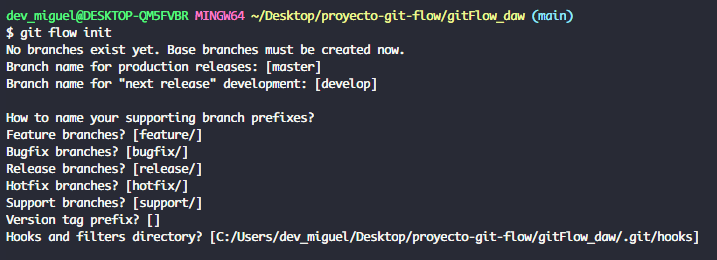 dev_miguel@DESKTOP-QM5FVBR MINGW64 ~/Desktop/proyecto-git-flow/gitFlow_daw (main)
$ git flow init
No branches exist yet. Base branches must be created now.
Branch name for production releases: [master]
Branch name for "next release" development: [develop]
How to name your supporting branch prefixes?
Feature branches? [feature/]
Bugfix branches? [bugfix/]
Release branches? [release/]
Hotfix branches? [hotfix/]
Support branches? [support/]
Version tag prefix? []
Hooks and filters directory? [C:/Users/dev_miguel/Desktop/proyecto-git-flow/gitFlow_daw/.git/hooks]